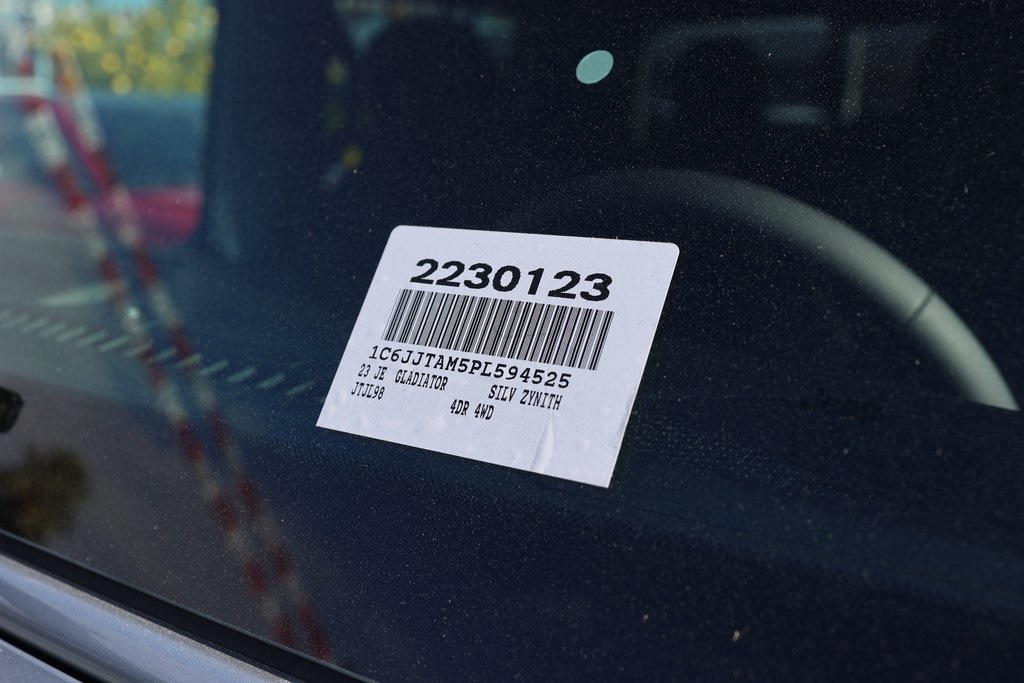 2230123
1C6JJTAM5PL594525
23 JE GLADIATOR SILV ZYNITH
JTJL98 4DR 4WD